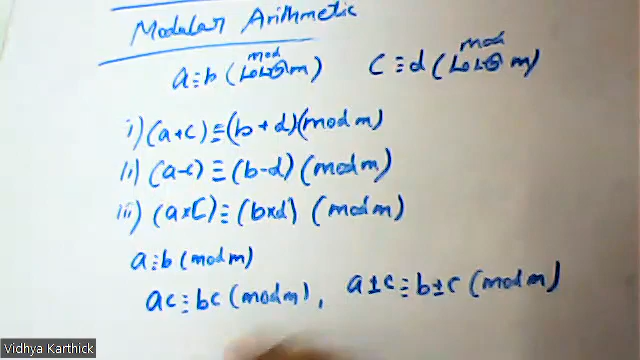 Modular Arithmetic
a≡b (mod m) c≡d (mod m)
i) (a+c) ≡ (b+d) (mod m)
ii) (a-c) ≡ (b-d) (mod m)
iii) (a×c) ≡ (b×d) (mod m)
a≡b (mod m)
ac≡bc (mod m), a±c≡b±c (mod m)
Vidhya Karthick